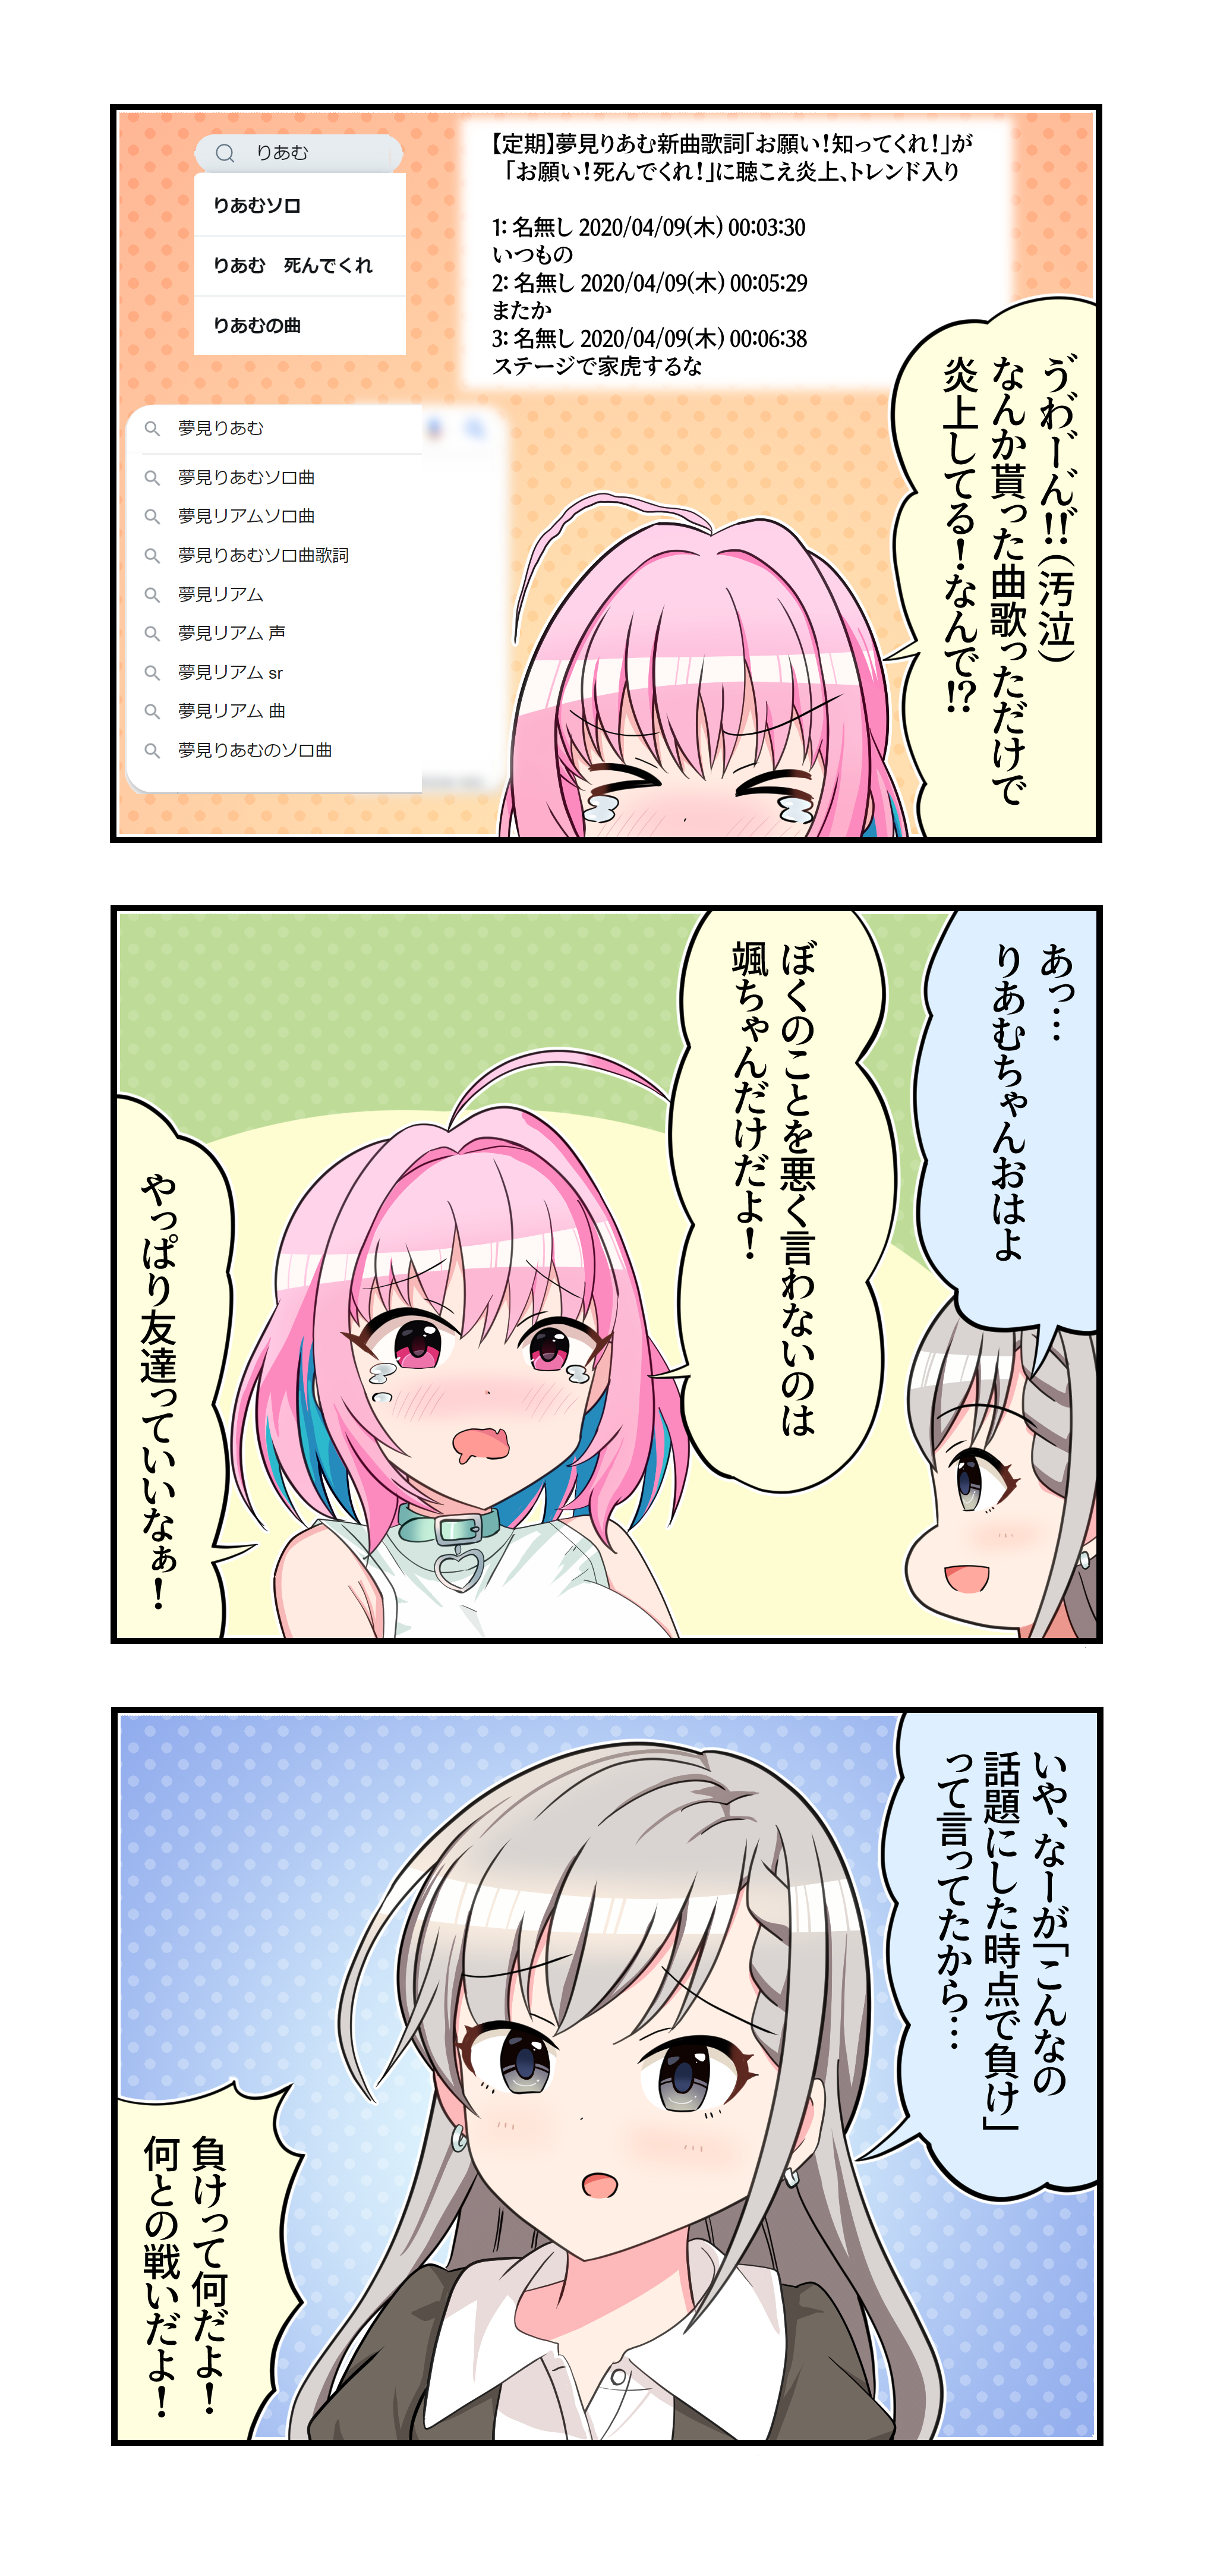 りあむ
りあむソロ
りあむ　死んでくれ
りあむの曲
【定期】夢見りあむ新曲歌詞「お願い！知ってくれ！」が
「お願い！死んでくれ！」に聴こえ炎上、トレンド入り
1: 名無し 2020/04/09(木) 00:03:30
いつもの
2: 名無し 2020/04/09(木) 00:05:29
またか
3: 名無し 2020/04/09(木) 00:06:38
ステージで家虎するな
夢見りあむ
夢見りあむソロ曲
夢見リアムソロ曲
夢見りあむソロ曲歌詞
夢見リアム
夢見リアム 声
夢見リアム sr
夢見リアム 曲
夢見りあむのソロ曲
ゔわ゙ーん゙!!(汚泣)
なんか貰った曲歌っただけで
炎上してる！なんで!?
あっ…
りあむちゃんおはよ
ぼくのことを悪く言わないのは
颯ちゃんだけだよ！
やっぱり友達っていいなぁ！
いや、なーが「こんなの
話題にした時点で負け」
って言ってたから…
負けって何だよ！
何との戦いだよ！